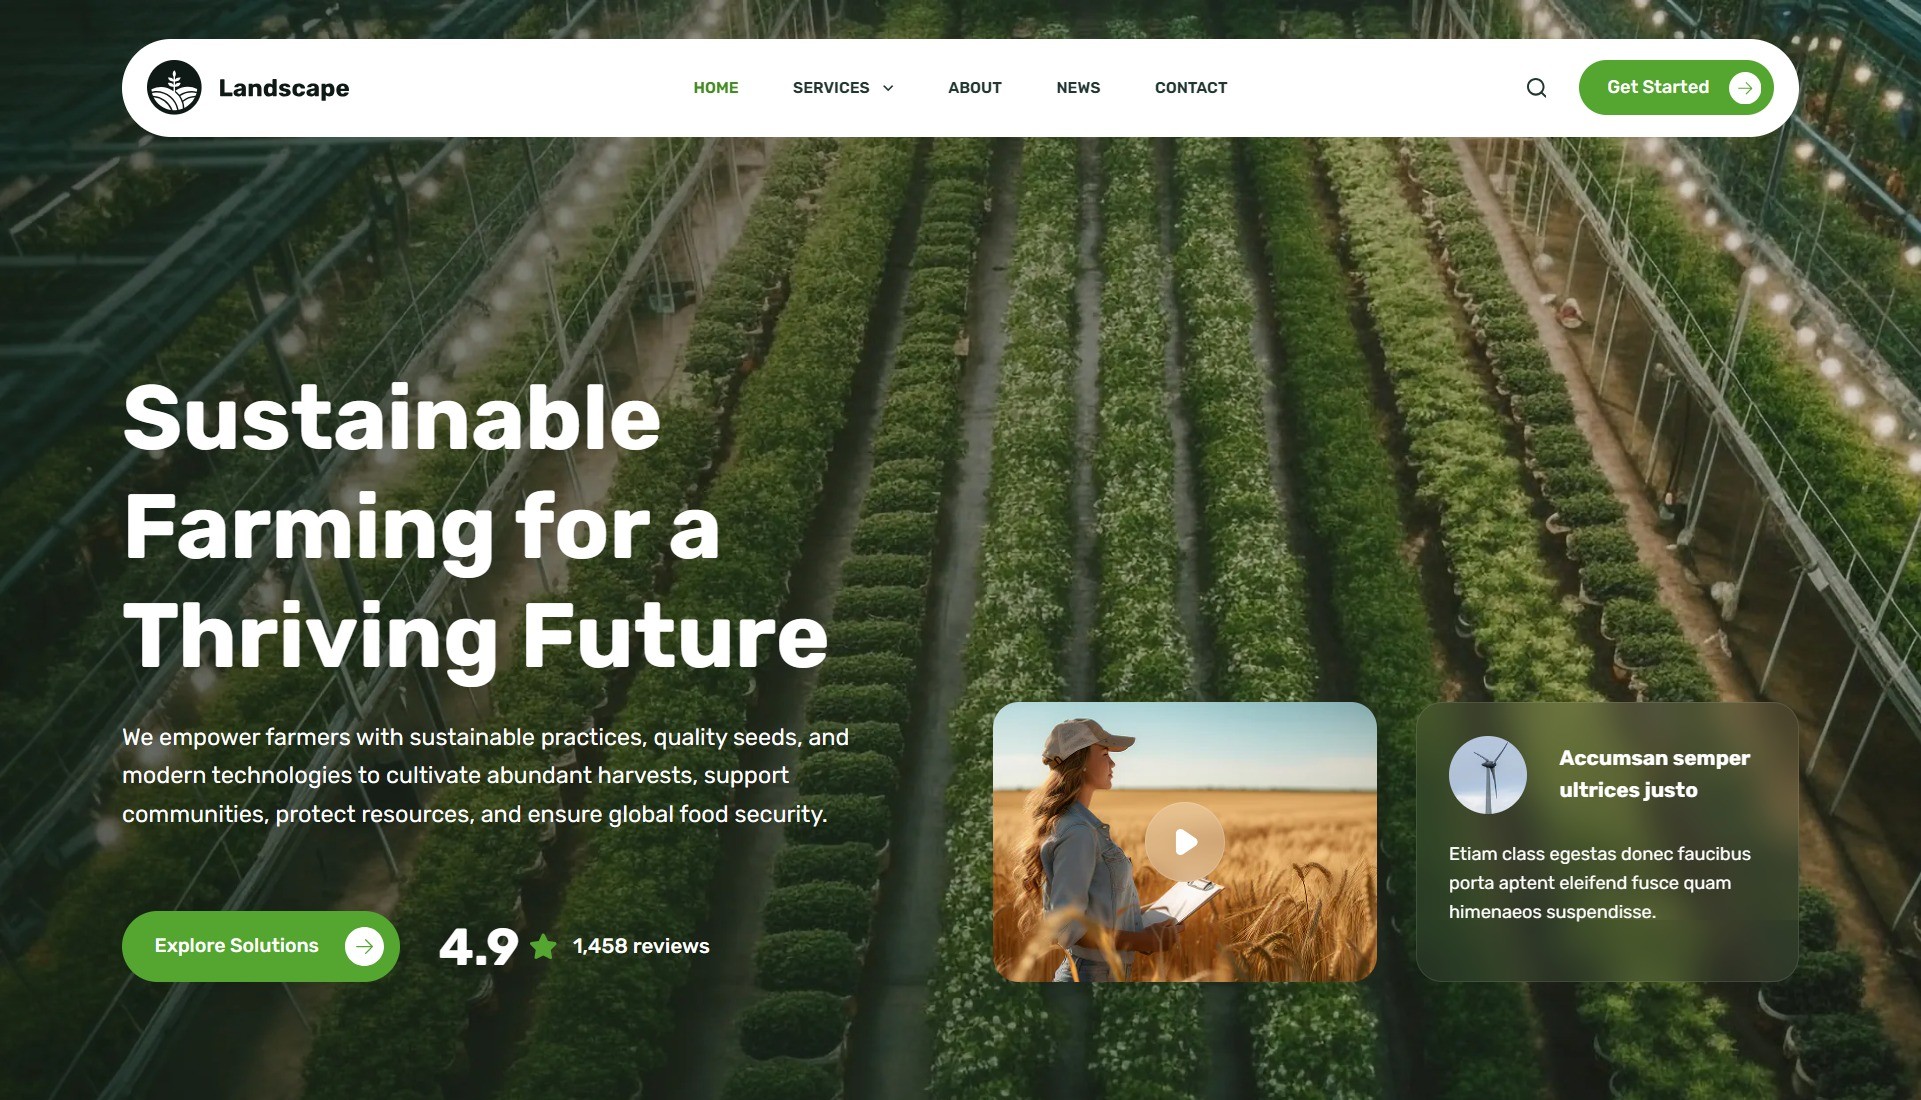 Landscape
HOME
SERVICES
ABOUT
NEWS
CONTACT
Get Started
Sustainable
Farming for a
Thriving Future
We empower farmers with sustainable practices, quality seeds, and
modern technologies to cultivate abundant harvests, support
communities, protect resources, and ensure global food security.
Explore Solutions
4.9
1,458 reviews
Accumsan semper
ultrices justo
Etiam class egestas donec faucibus
porta aptent eleifend fusce quam
himenaeos suspendisse.